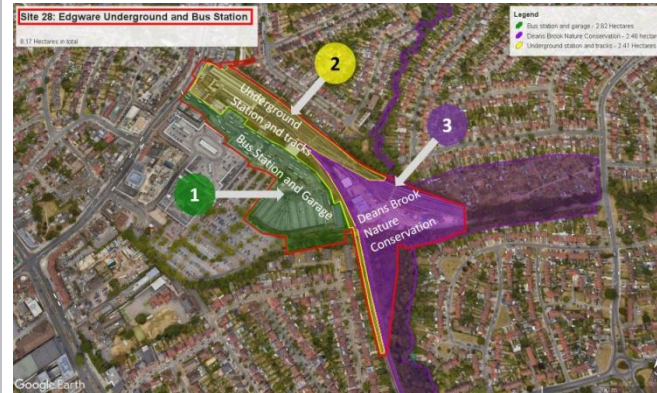 Site 28: Edgware Underground and Bus Station
8.17 Hectares in total
Legend
Bus station and garage - 2.82 Hectares
Deans Brook Nature Conservation - 2.46 hectares
Underground station and tracks - 2.41 Hectares
2
Underground
Station and tracks
3
Bus Station and Garage
1
Deans Brook
Nature
Conservation
Google Earth